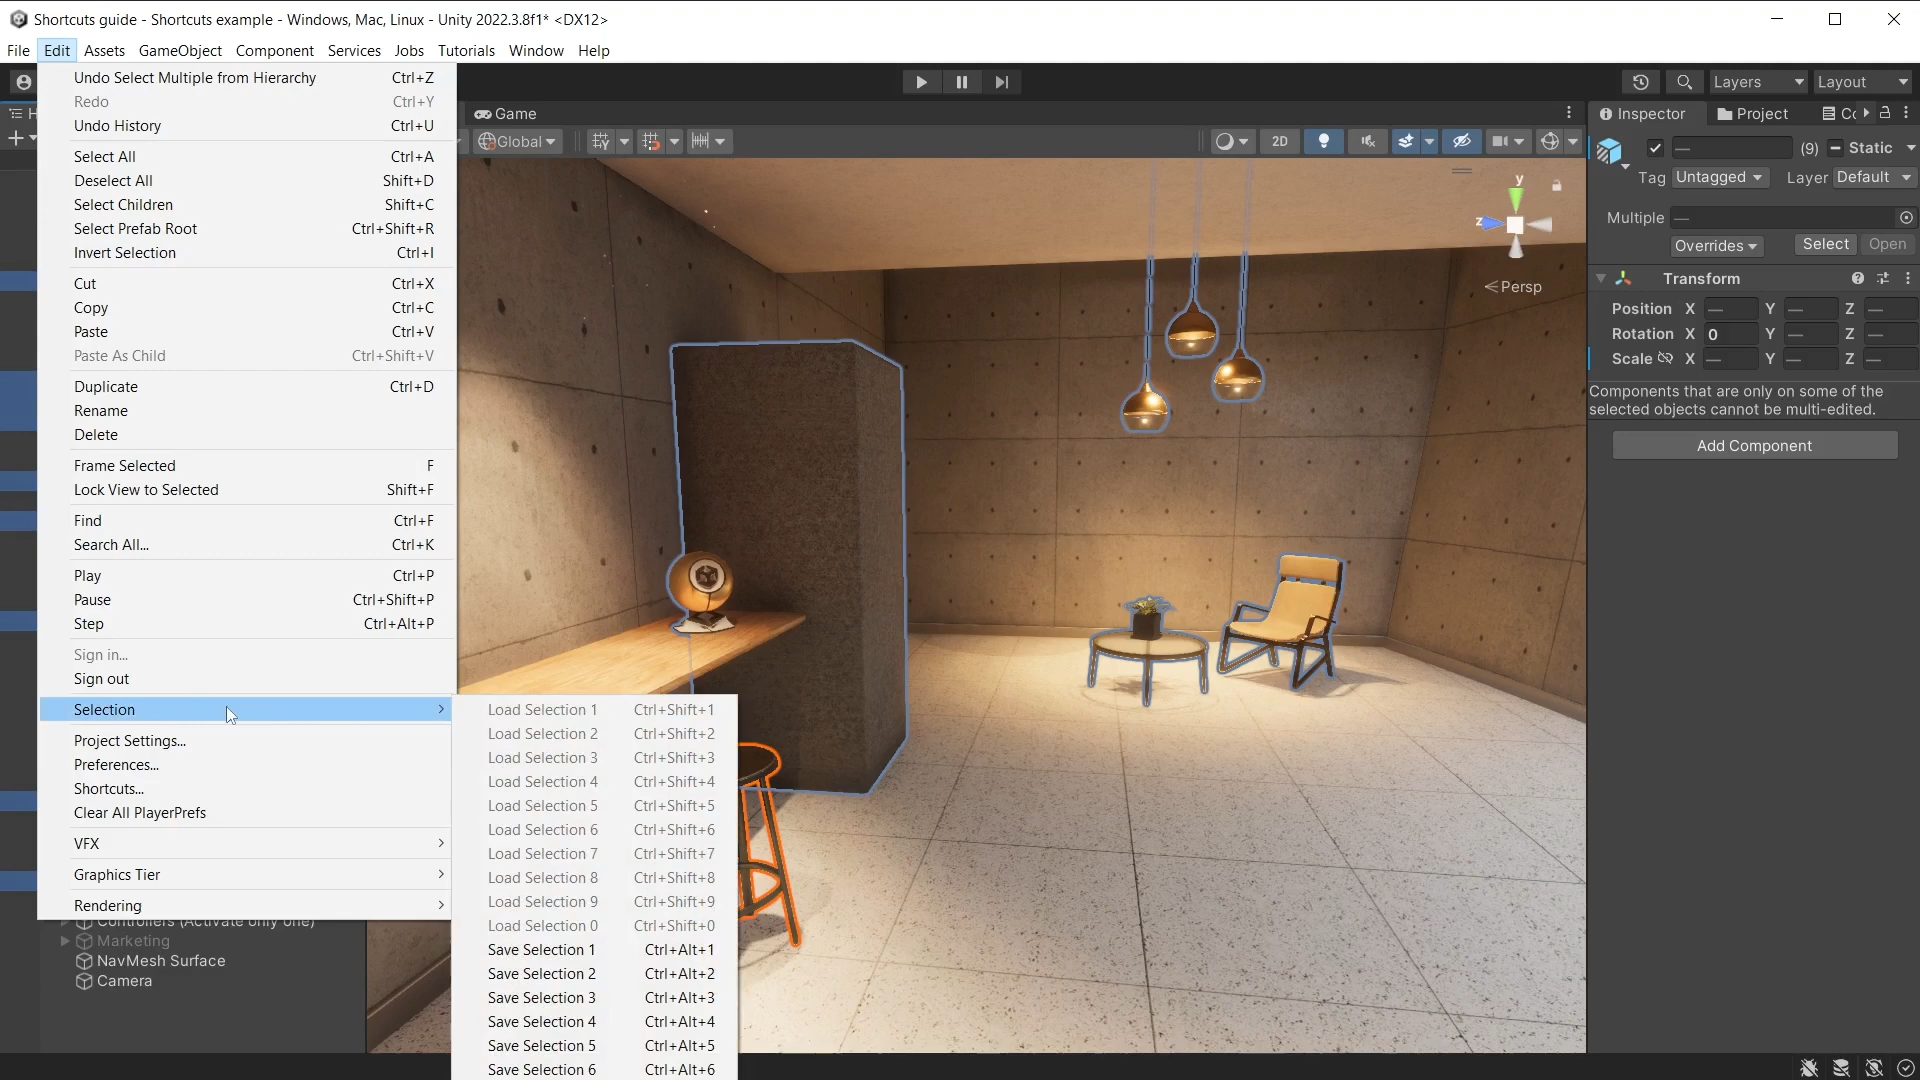 Shortcuts guide - Shortcuts example - Windows, Mac, Linux - Unity 2022.3.8f1* <DX12>
File Edit Assets GameObject Component Services Jobs Tutorials Window Help
Layers Layout
Undo Select Multiple from Hierarchy Ctrl+Z
Redo Ctrl+Y
Undo History Ctrl+U
Select All Ctrl+A
Deselect All Shift+D
Select Children Shift+C
Select Prefab Root Ctrl+Shift+R
Invert Selection Ctrl+I
Cut Ctrl+X
Copy Ctrl+C
Paste Ctrl+V
Paste As Child Ctrl+Shift+V
Duplicate Ctrl+D
Rename
Delete
Frame Selected F
Lock View to Selected Shift+F
Find Ctrl+F
Search All... Ctrl+K
Play Ctrl+P
Pause Ctrl+Shift+P
Step Ctrl+Alt+P
Sign in...
Sign out
Selection
Project Settings...
Preferences...
Shortcuts...
Clear All PlayerPrefs
VFX
Graphics Tier
Rendering
Controllers (Activate only one)
Marketing
NavMesh Surface
Camera
Load Selection 1 Ctrl+Shift+1
Load Selection 2 Ctrl+Shift+2
Load Selection 3 Ctrl+Shift+3
Load Selection 4 Ctrl+Shift+4
Load Selection 5 Ctrl+Shift+5
Load Selection 6 Ctrl+Shift+6
Load Selection 7 Ctrl+Shift+7
Load Selection 8 Ctrl+Shift+8
Load Selection 9 Ctrl+Shift+9
Load Selection 0 Ctrl+Shift+0
Save Selection 1 Ctrl+Alt+1
Save Selection 2 Ctrl+Alt+2
Save Selection 3 Ctrl+Alt+3
Save Selection 4 Ctrl+Alt+4
Save Selection 5 Ctrl+Alt+5
Save Selection 6 Ctrl+Alt+6
H
Game
Global
2D
y
z
Persp
Inspector Project Co
— (9) Static
Tag Untagged Layer Default
Multiple —
Overrides Select Open
Transform
Position X — Y — Z —
Rotation X 0 Y — Z —
Scale X — Y — Z —
Components that are only on some of the
selected objects cannot be multi-edited.
Add Component